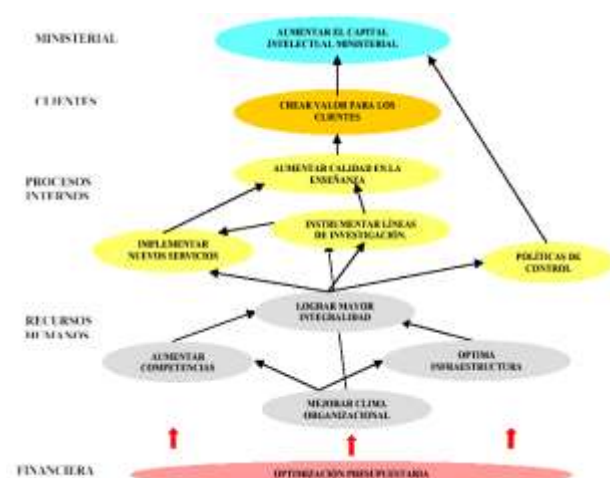 MINISTERIAL
AUMENTAR EL CAPITAL
INTELECTUAL MINISTERIAL
CLIENTES
CREAR VALOR PARA LOS
CLIENTES
PROCESOS
INTERNOS
AUMENTAR CALIDAD EN LA
ENSEÑANZA
INSTRUMENTAR LÍNEAS
DE INVESTIGACIÓN.
IMPLEMENTAR
NUEVOS SERVICIOS
POLÍTICAS DE
CONTROL
RECURSOS
HUMANOS
LOGRAR MAYOR
INTEGRALIDAD
AUMENTAR
COMPETENCIAS
OPTIMA
INFRAESTRUCTURA
MEJORAR CLIMA
ORGANIZACIONAL
FINANCIERA
OPTIMIZACIÓN PRESUPUESTARIA